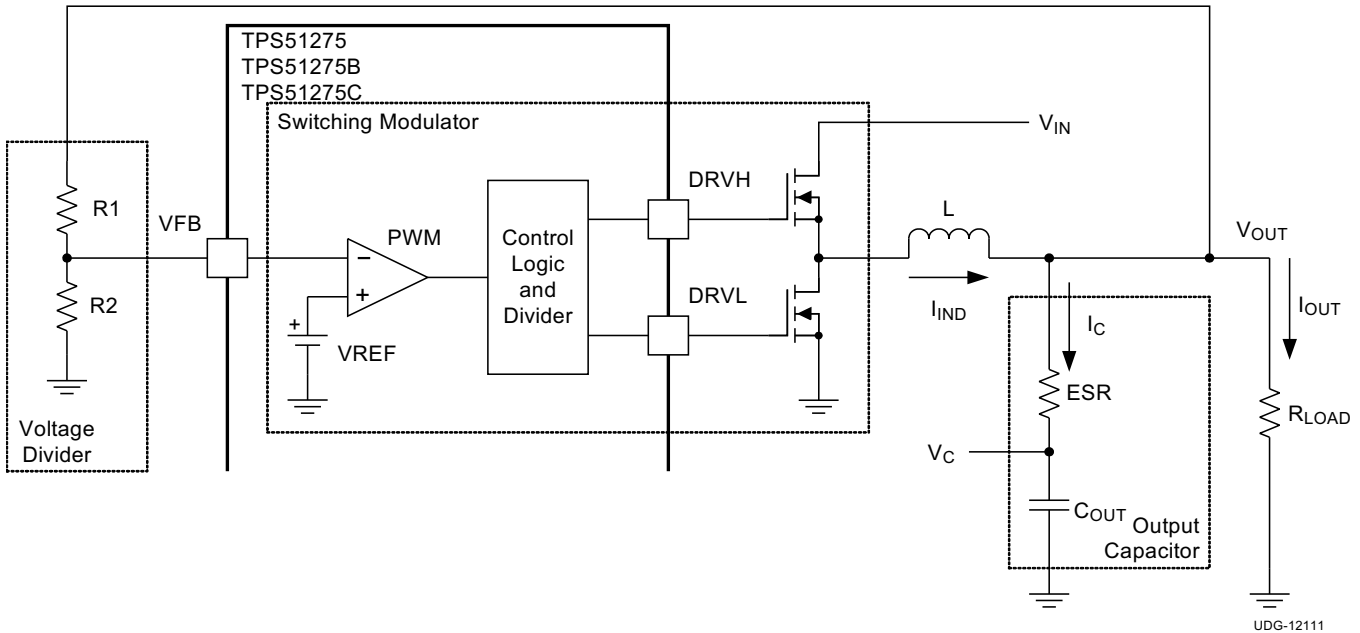 TPS51275
TPS51275B
TPS51275C
Switching Modulator
VIN
R1
VFB
PWM
Control
Logic
and
Divider
DRVH
L
VOUT
−
+
R2
+
VREF
DRVL
IIND
IC
IOUT
ESR
RLOAD
Voltage
Divider
VC
COUT
Output
Capacitor
UDG-12111